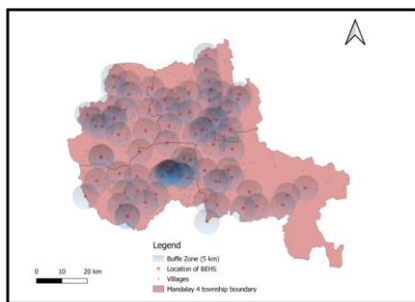 Legend
Buffe Zone (5 km)
Location of BEHS
Villages
Mandalay 4 township boundary
0 10 20 km